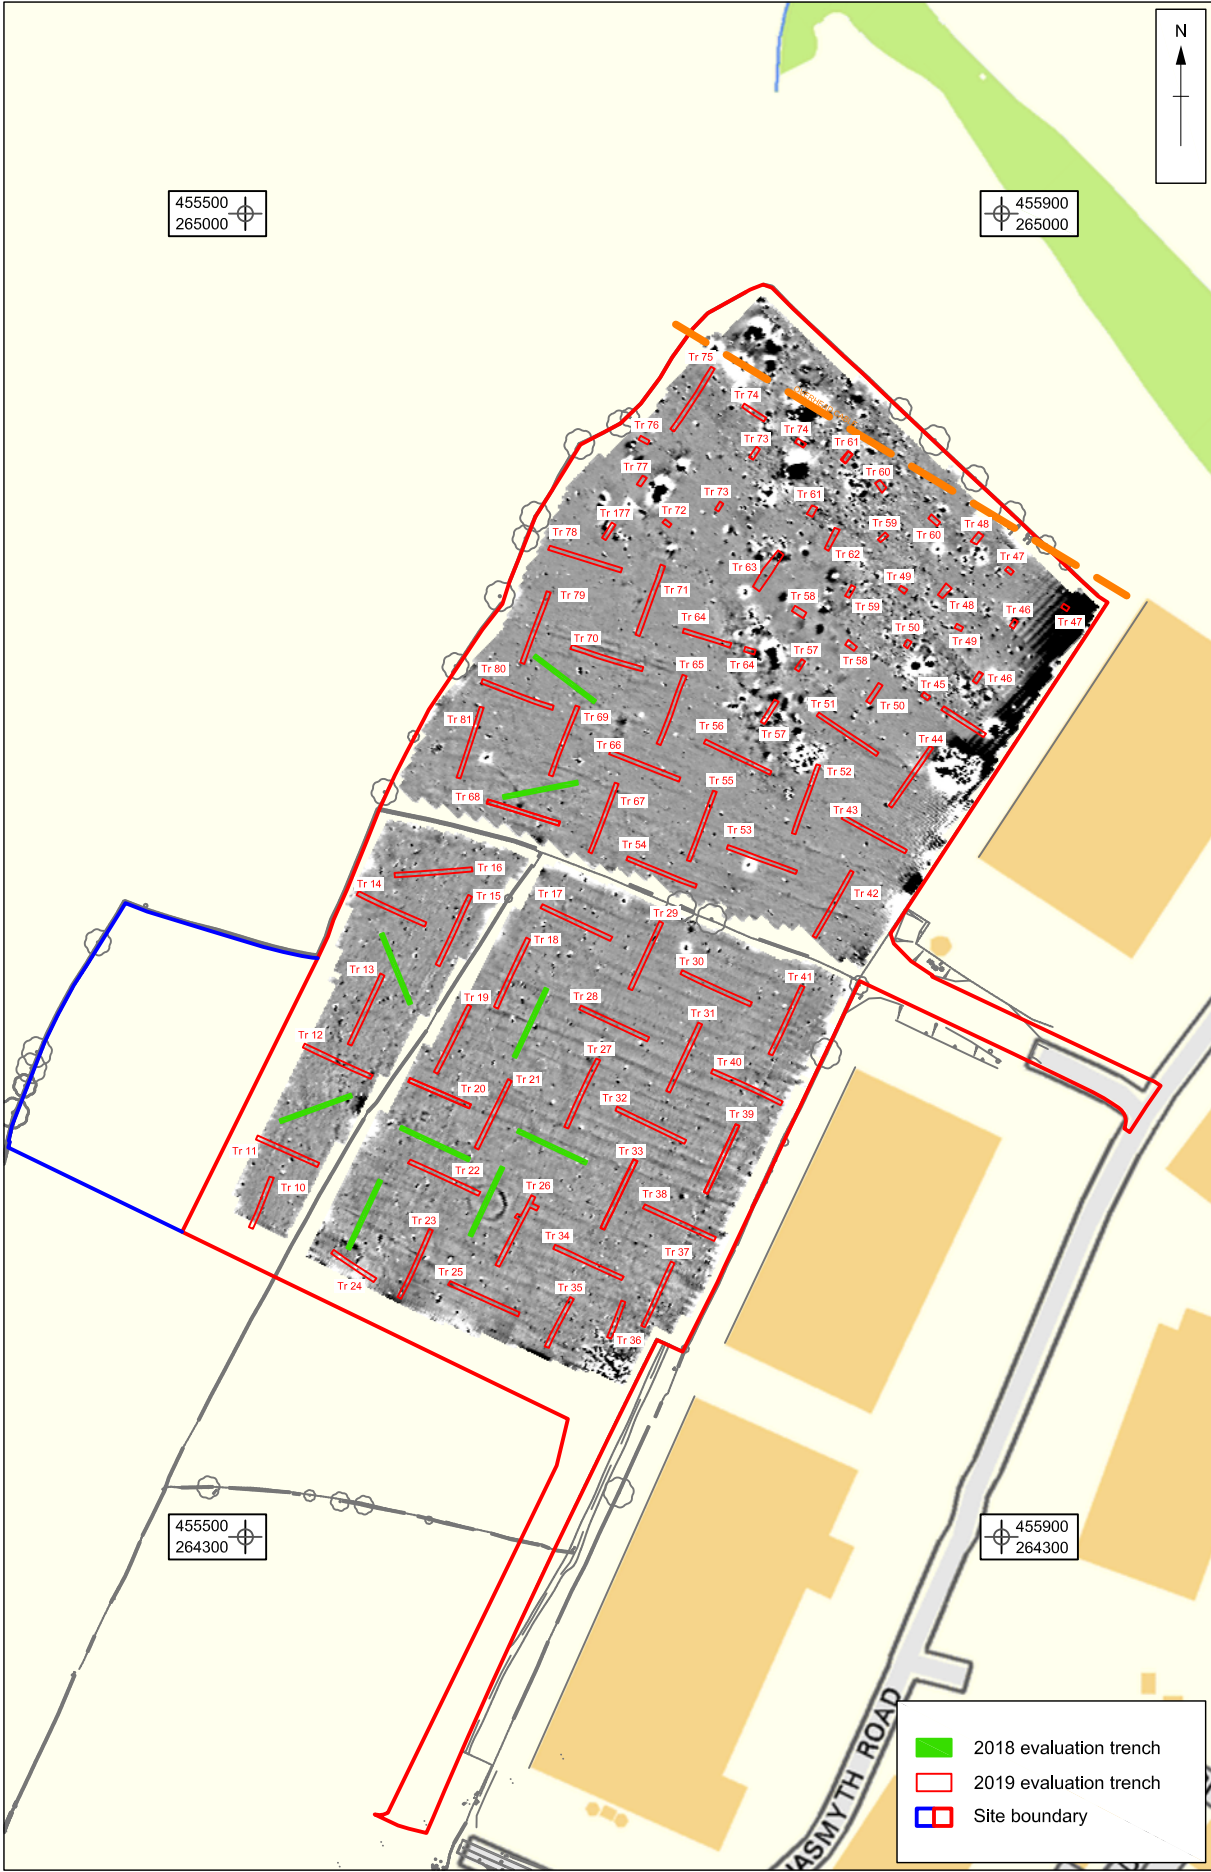 N
455500
265000
455900
265000
Tr 75
Tr 74
Tr 76
Tr 74
Tr 73
Tr 61
Tr 77
Tr 60
Tr 73
Tr 61
Tr 177
Tr 72
Tr 59
Tr 60
Tr 48
Tr 78
Tr 62
Tr 47
Tr 63
Tr 49
Tr 79
Tr 71
Tr 58
Tr 59
Tr 48
Tr 46
Tr 47
Tr 64
Tr 50
Tr 49
Tr 70
Tr 64
Tr 57
Tr 58
Tr 80
Tr 65
Tr 46
Tr 45
Tr 50
Tr 81
Tr 69
Tr 51
Tr 56
Tr 57
Tr 44
Tr 66
Tr 52
Tr 55
Tr 68
Tr 67
Tr 43
Tr 54
Tr 53
Tr 16
Tr 14
Tr 15
Tr 17
Tr 42
Tr 29
Tr 18
Tr 13
Tr 30
Tr 41
Tr 19
Tr 28
Tr 31
Tr 12
Tr 27
Tr 40
Tr 20
Tr 21
Tr 32
Tr 39
Tr 11
Tr 33
Tr 22
Tr 10
Tr 26
Tr 38
Tr 23
Tr 34
Tr 37
Tr 24
Tr 25
Tr 35
Tr 36
455500
264300
455900
264300
NASMYTH ROAD
2018 evaluation trench
2019 evaluation trench
Site boundary